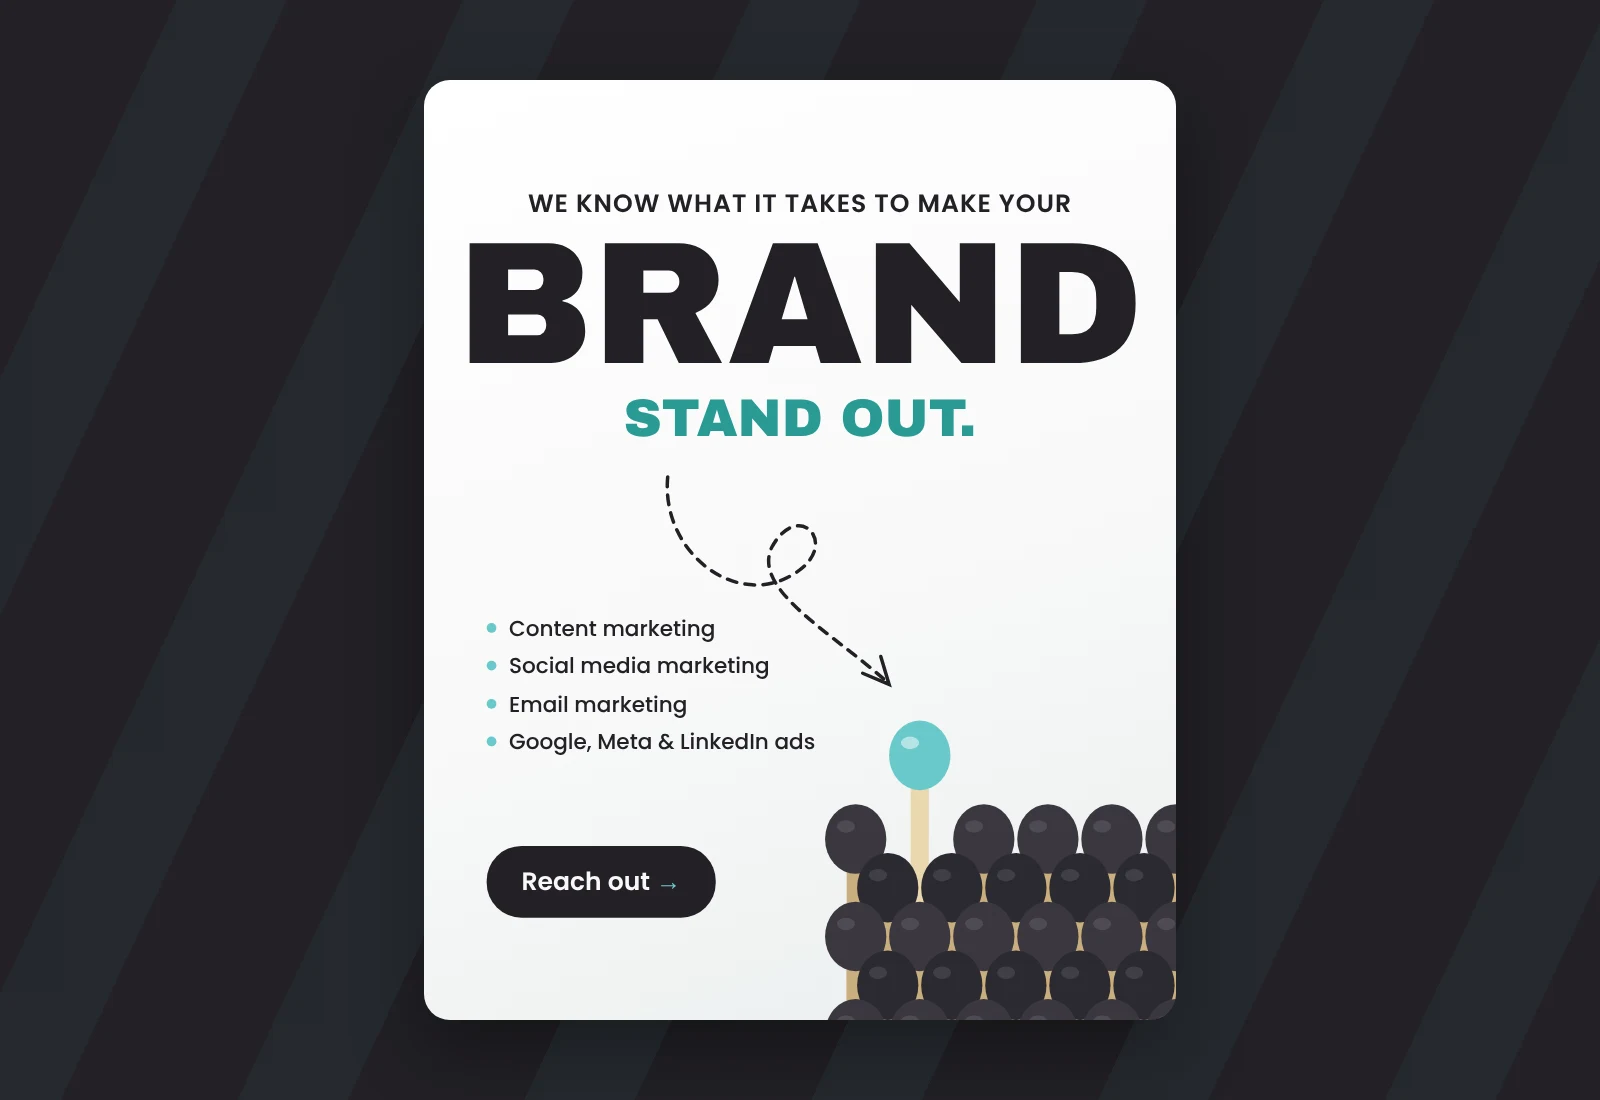 WE KNOW WHAT IT TAKES TO MAKE YOUR
BRAND
STAND OUT.
Content marketing
Social media marketing
Email marketing
Google, Meta & LinkedIn ads
Reach out →